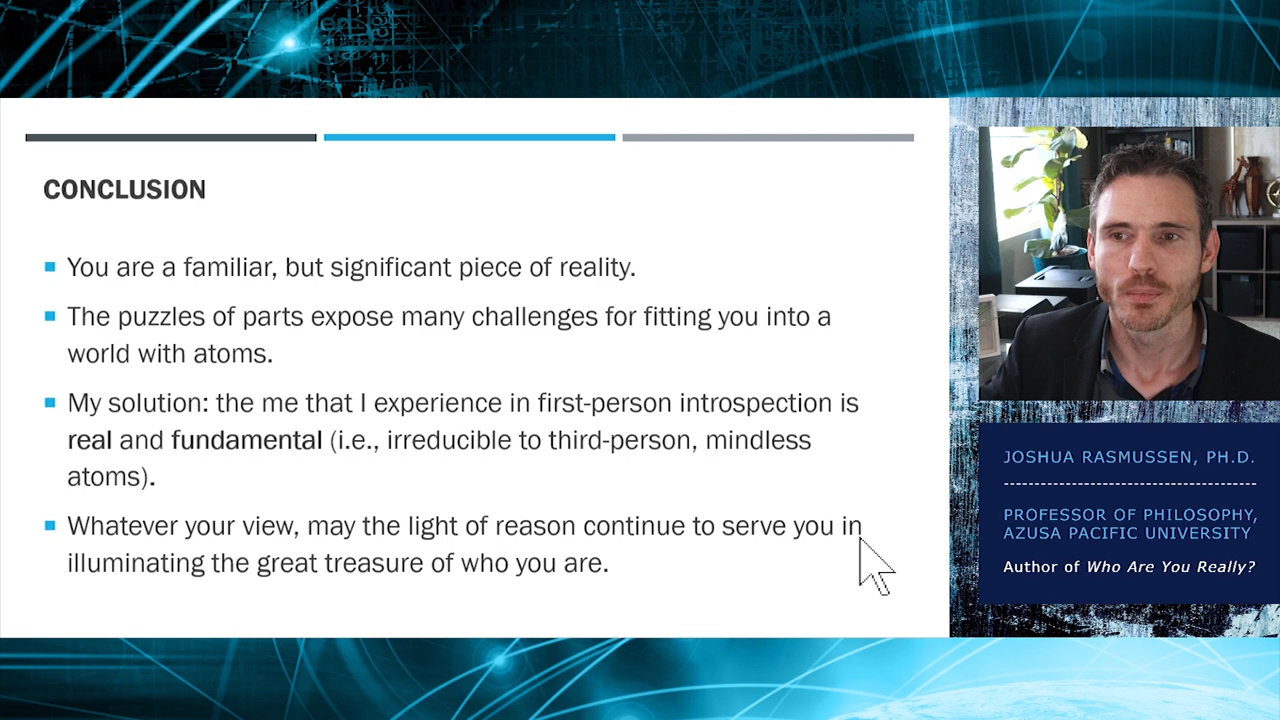 CONCLUSION
You are a familiar, but significant piece of reality.
The puzzles of parts expose many challenges for fitting you into a
world with atoms.
My solution: the me that I experience in first-person introspection is
real and fundamental (i.e., irreducible to third-person, mindless
atoms).
Whatever your view, may the light of reason continue to serve you in
illuminating the great treasure of who you are.
JOSHUA RASMUSSEN, PH.D.
PROFESSOR OF PHILOSOPHY,
AZUSA PACIFIC UNIVERSITY
Author of Who Are You Really?